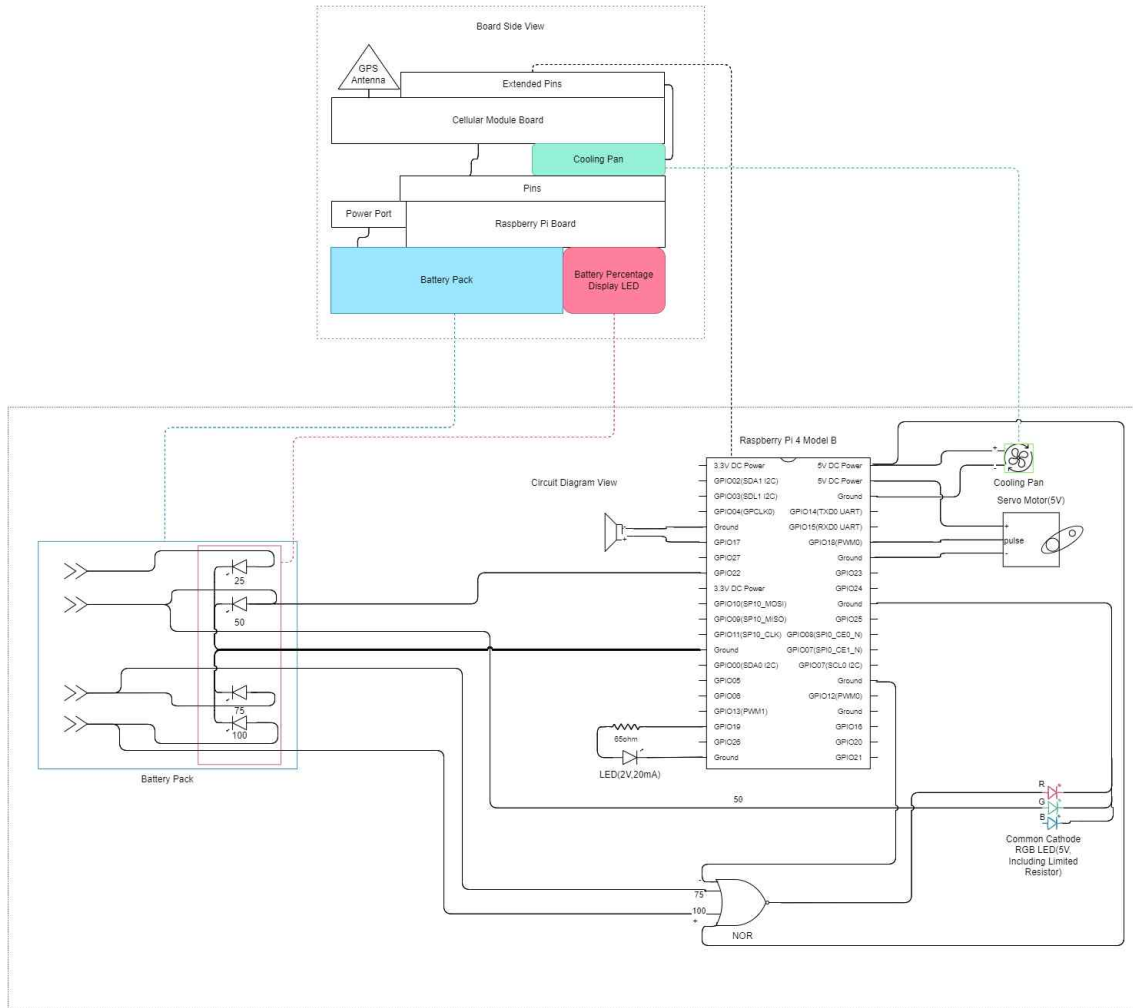 Board Side View
GPS
Antenna
Extended Pins
Cellular Module Board
Cooling Pan
Pins
Power Port
Raspberry Pi Board
Battery Pack
Battery Percentage
Display LED
Circuit Diagram View
Raspberry Pi 4 Model B
3.3V DC Power
GPIO02(SDA1 I2C)
GPIO03(SDL1 I2C)
GPIO04(GPCLK0)
Ground
GPIO17
GPIO27
GPIO22
3.3V DC Power
GPIO10(SP10_MOSI)
GPIO09(SP10_MISO)
GPIO11(SP10_CLK)
Ground
GPIO00(SDA0 I2C)
GPIO05
GPIO06
GPIO13(PWM1)
GPIO19
GPIO26
Ground
5V DC Power
5V DC Power
Ground
GPIO14(TXD0 UART)
GPIO15(RXD0 UART)
GPIO18(PWM0)
Ground
GPIO23
GPIO24
Ground
GPIO25
GPIO08(SPI0_CE0_N)
GPIO07(SPI0_CE1_N)
GPIO07(SCL0 I2C)
Ground
GPIO12(PWM0)
Ground
GPIO16
GPIO20
GPIO21
+
-
Cooling Pan
Servo Motor(5V)
+
pulse
-
25
50
75
100
Battery Pack
65ohm
LED(2V,20mA)
50
R
G
B
Common Cathode
RGB LED(5V,
Including Limited
Resistor)
-
75
100
+
NOR